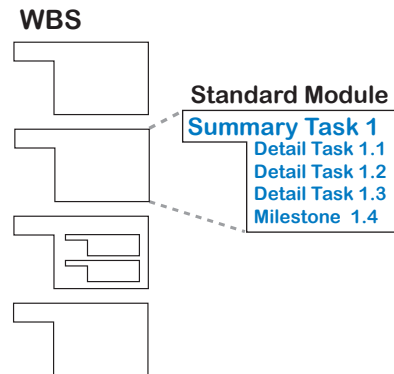 WBS
Standard Module
Summary Task 1
Detail Task 1.1
Detail Task 1.2
Detail Task 1.3
Milestone 1.4